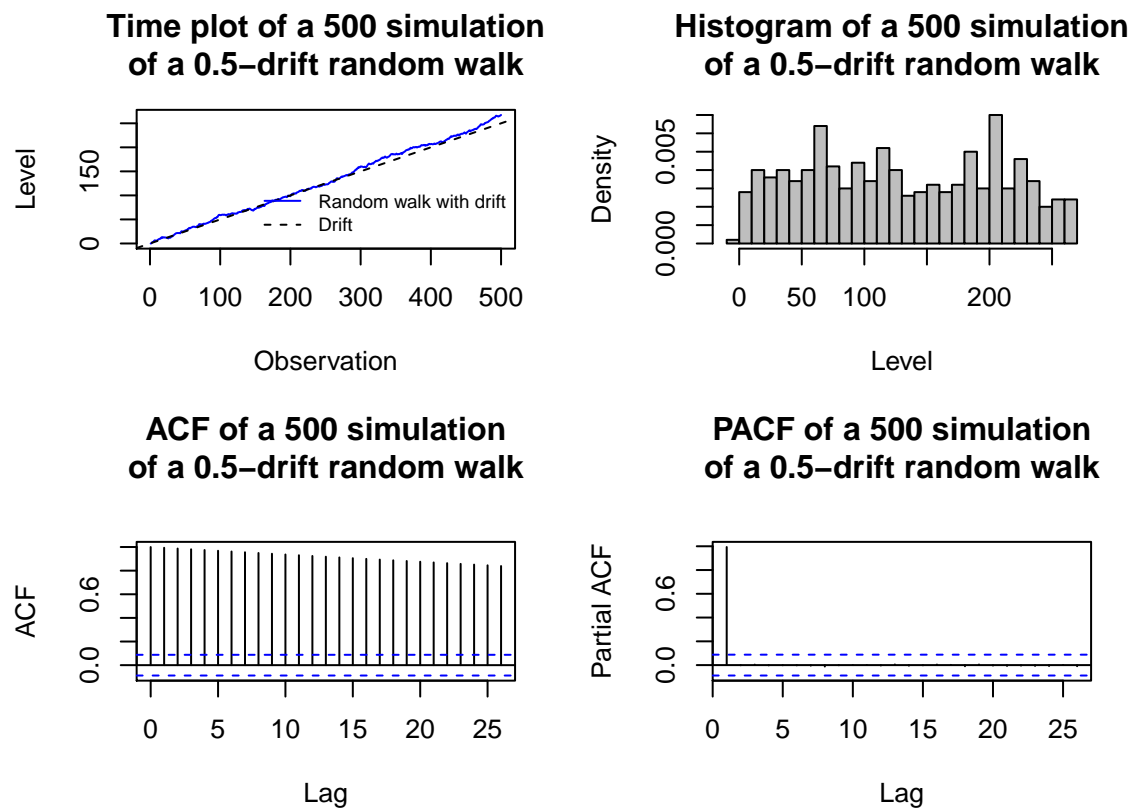 Time plot of a 500 simulation
of a 0.5−drift random walk
Level
150
0
Random walk with drift
Drift
0 100 200 300 400 500
Observation
Histogram of a 500 simulation
of a 0.5−drift random walk
Density
0.005
0.000
0 50 100 200
Level
ACF of a 500 simulation
of a 0.5−drift random walk
ACF
0.6
0.0
0 5 10 15 20 25
Lag
PACF of a 500 simulation
of a 0.5−drift random walk
Partial ACF
0.6
0.0
0 5 10 15 20 25
Lag